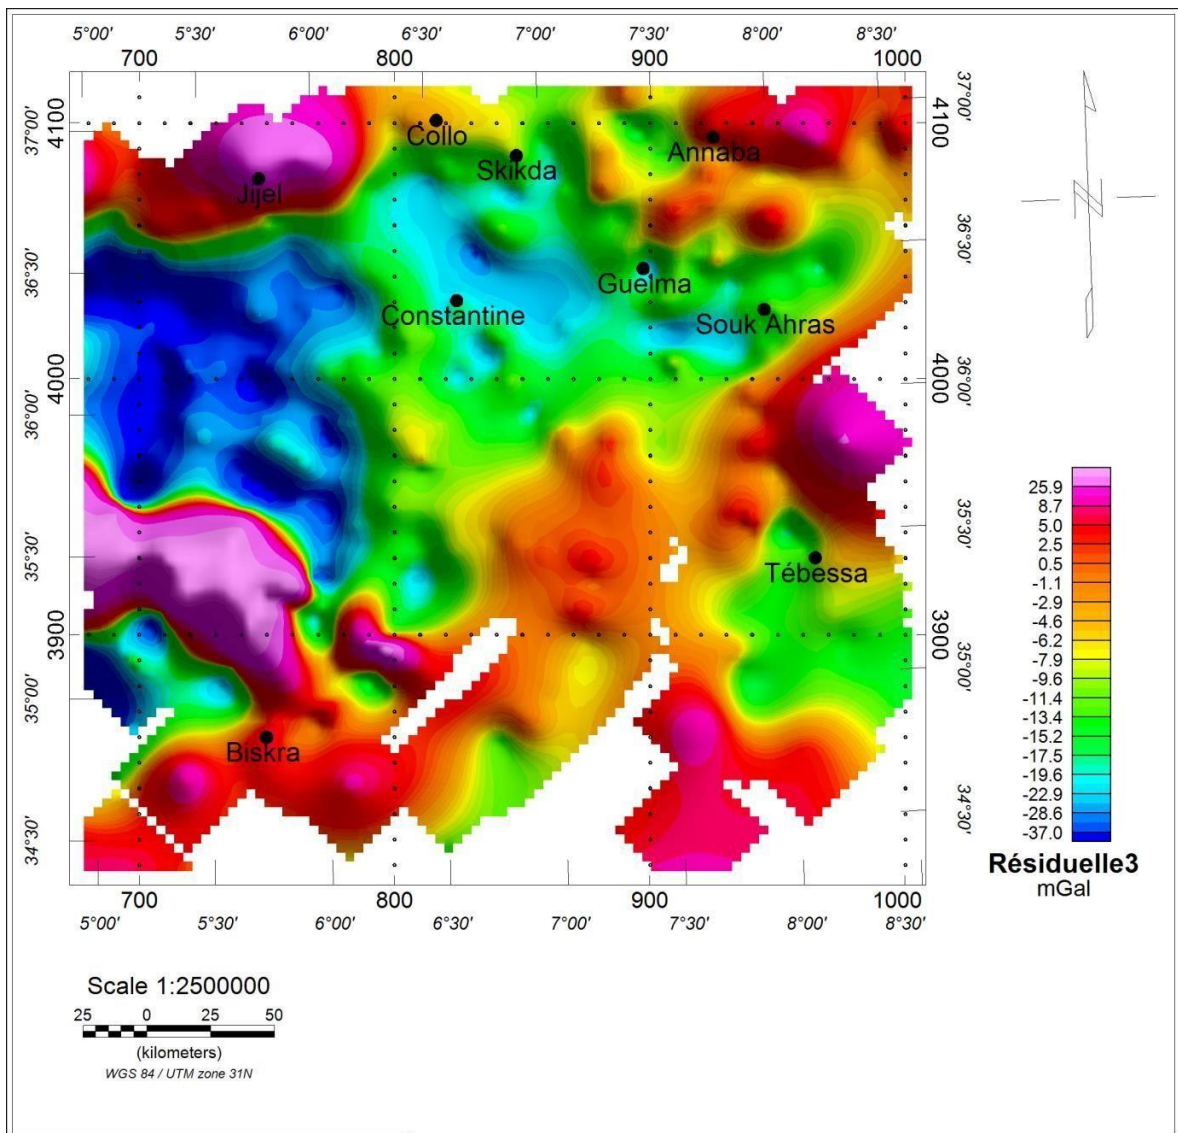 5°00' 5°30' 6°00' 6°30' 7°00' 7°30' 8°00' 8°30'
700 800 900 1000
37°00'
4100
37°00'
4100
Collo
Skikda
Annaba
Jijel
36°30'
36°30'
Guelma
Constantine
Souk Ahras
N
4000
36°00'
4000
36°00'
25.9
8.7
5.0
2.5
0.5
-1.1
-2.9
-4.6
-6.2
-7.9
-9.6
-11.4
-13.4
-15.2
-17.5
-19.6
-22.9
-28.6
-37.0
Résiduelle3
mGal
35°30'
35°30'
Tébessa
3900
3900
35°00'
35°00'
Biskra
34°30'
34°30'
700 800 900 1000
5°00' 5°30' 6°00' 6°30' 7°00' 7°30' 8°00' 8°30'
Scale 1:2500000
25 0 25 50
(kilometers)
WGS 84 / UTM zone 31N